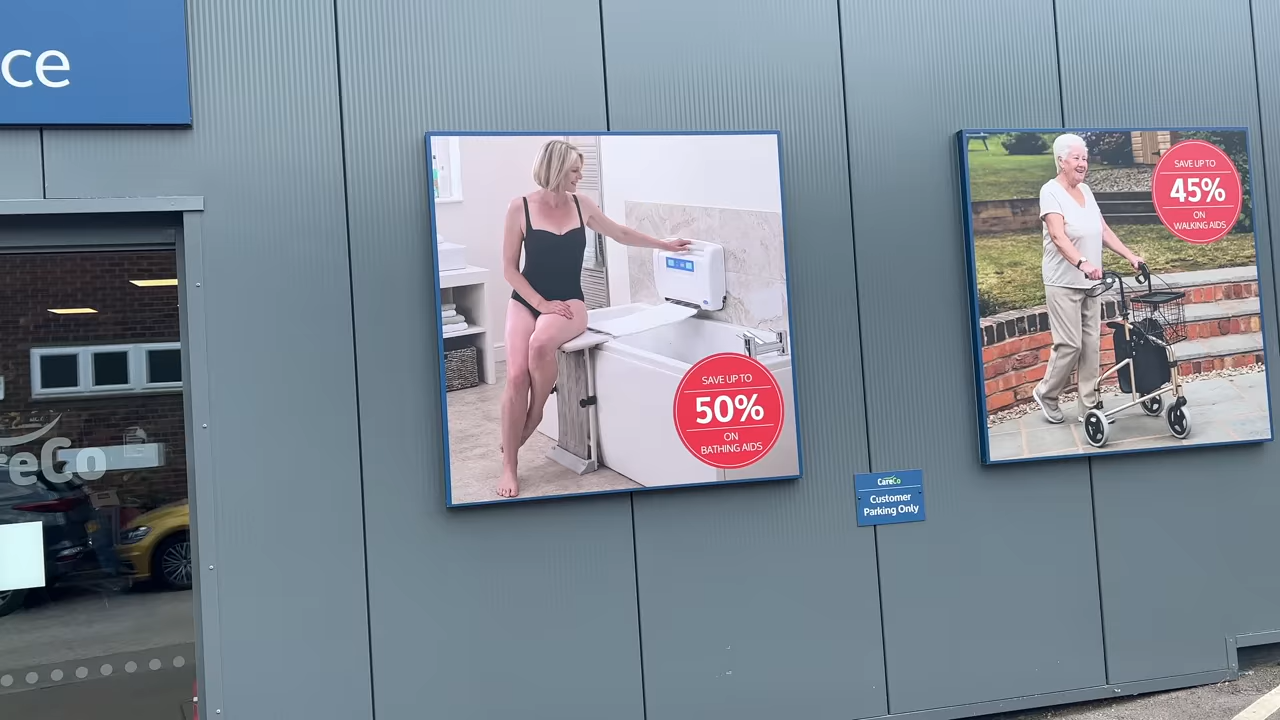 ce
eCo
SAVE UP TO
50%
ON
BATHING AIDS
CareCo
Customer
Parking Only
SAVE UP TO
45%
ON
WALKING AIDS